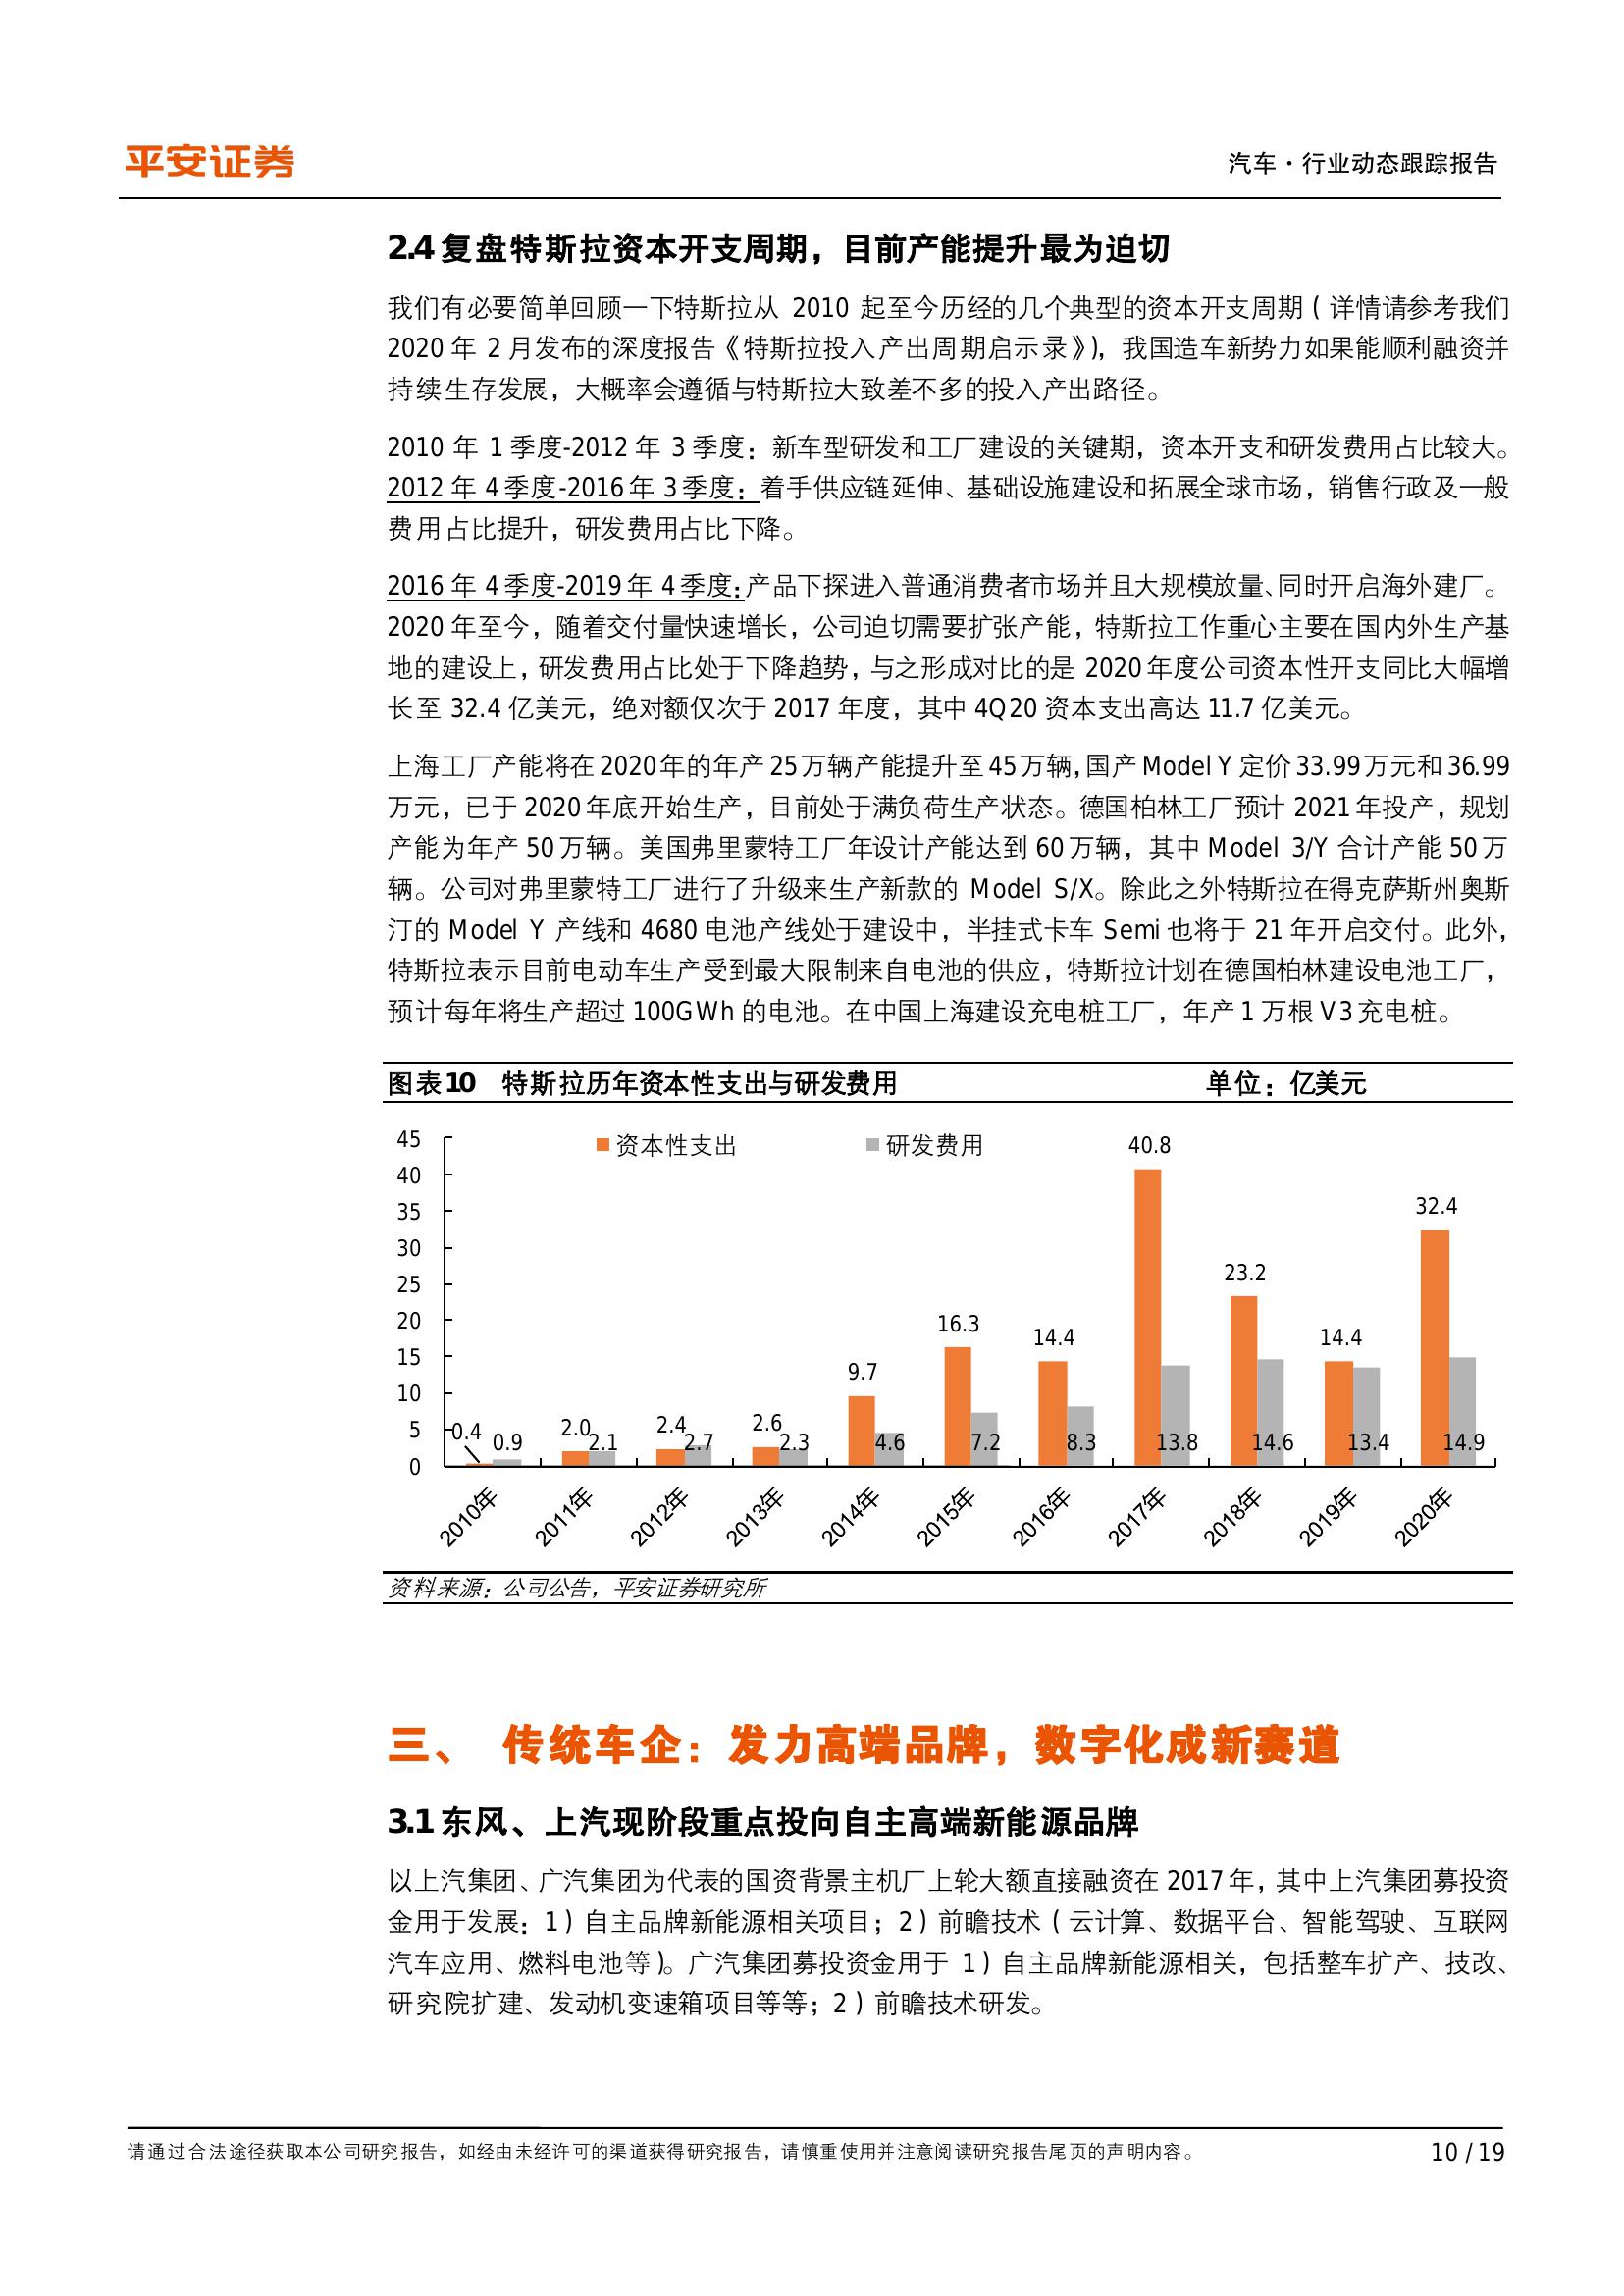 平安证券
汽车·行业动态跟踪报告
2.4 复盘特斯拉资本开支周期，目前产能提升最为迫切
我们有必要简单回顾一下特斯拉从 2010 起至今历经的几个典型的资本开支周期（详情请参考我们
2020 年 2 月发布的深度报告《特斯拉投入产出周期启示录》），我国造车新势力如果能顺利融资并
持续生存发展，大概率会遵循与特斯拉大致差不多的投入产出路径。
2010 年 1 季度-2012 年 3 季度：新车型研发和工厂建设的关键期，资本开支和研发费用占比较大。
2012 年 4 季度-2016 年 3 季度：着手供应链延伸、基础设施建设和拓展全球市场，销售行政及一般
费用占比提升，研发费用占比下降。
2016 年 4 季度-2019 年 4 季度：产品下探进入普通消费者市场并且大规模放量、同时开启海外建厂。
2020 年至今，随着交付量快速增长，公司迫切需要扩张产能，特斯拉工作重心主要在国内外生产基
地的建设上，研发费用占比处于下降趋势，与之形成对比的是 2020 年度公司资本性开支同比大幅增
长至 32.4 亿美元，绝对额仅次于 2017 年度，其中 4Q20 资本支出高达 11.7 亿美元。
上海工厂产能将在 2020 年的年产 25 万辆产能提升至 45 万辆，国产 Model Y 定价 33.99 万元和 36.99
万元，已于 2020 年底开始生产，目前处于满负荷生产状态。德国柏林工厂预计 2021 年投产，规划
产能为年产 50 万辆。美国弗里蒙特工厂年设计产能达到 60 万辆，其中 Model 3/Y 合计产能 50 万
辆。公司对弗里蒙特工厂进行了升级来生产新款的 Model S/X。除此之外特斯拉在得克萨斯州奥斯
汀的 Model Y 产线和 4680 电池产线处于建设中，半挂式卡车 Semi 也将于 21 年开启交付。此外，
特斯拉表示目前电动车生产受到最大限制来自电池的供应，特斯拉计划在德国柏林建设电池工厂，
预计每年将生产超过 100GWh 的电池。在中国上海建设充电桩工厂，年产 1 万根 V3 充电桩。
图表10 特斯拉历年资本性支出与研发费用 单位：亿美元
资本性支出 研发费用
45
40
35
30
25
20
15
10
5
0
0.4 0.9
2.0 2.1
2.4 2.7
2.6 2.3
9.7 4.6
16.3 7.2
14.4 8.3
40.8 13.8
23.2 14.6
14.4 13.4
32.4 14.9
2010年 2011年 2012年 2013年 2014年 2015年 2016年 2017年 2018年 2019年 2020年
资料来源：公司公告，平安证券研究所
三、 传统车企：发力高端品牌，数字化成新赛道
3.1 东风、上汽现阶段重点投向自主高端新能源品牌
以上汽集团、广汽集团为代表的国资背景主机厂上轮大额直接融资在 2017 年，其中上汽集团募投资
金用于发展：1）自主品牌新能源相关项目；2）前瞻技术（云计算、数据平台、智能驾驶、互联网
汽车应用、燃料电池等）。广汽集团募投资金用于 1）自主品牌新能源相关，包括整车扩产、技改、
研究院扩建、发动机变速箱项目等等；2）前瞻技术研发。
请通过合法途径获取本公司研究报告，如经由未经许可的渠道获得研究报告，请慎重使用并注意阅读研究报告尾页的声明内容。
10 / 19